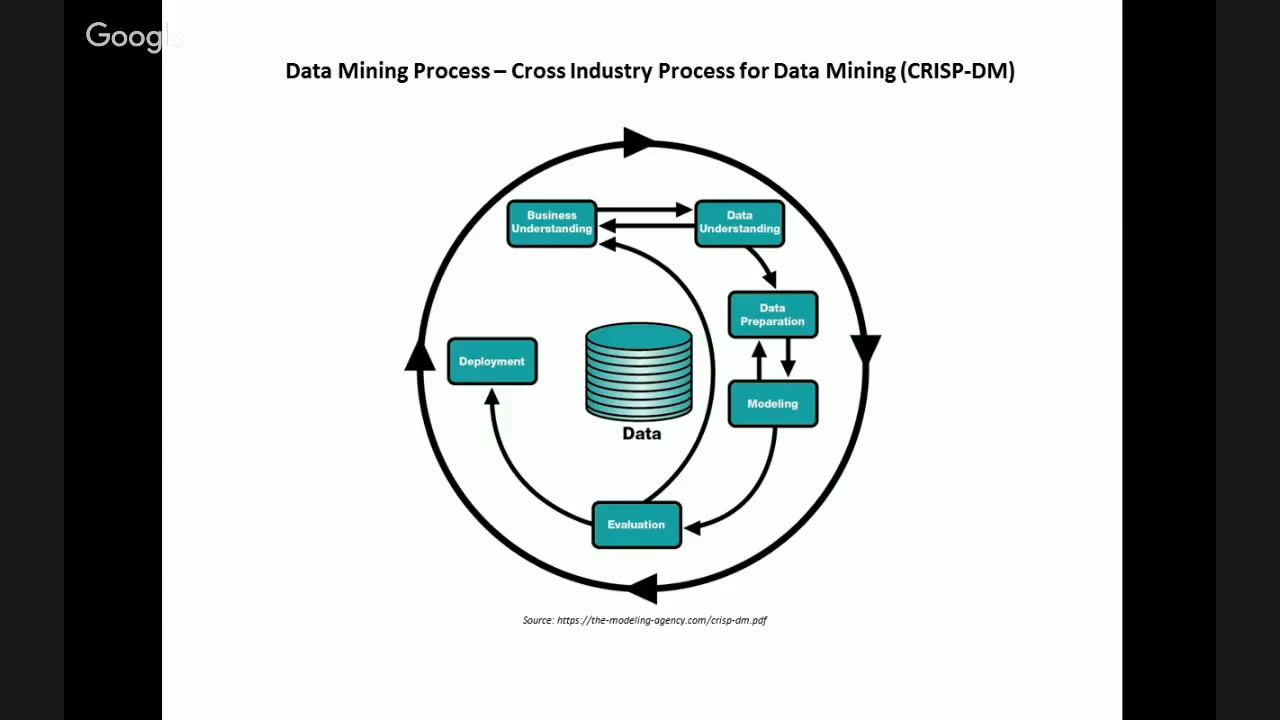 Google
Data Mining Process – Cross Industry Process for Data Mining (CRISP-DM)
Business
Understanding
Data
Understanding
Data
Preparation
Deployment
Modeling
Data
Evaluation
Source: https://the-modeling-agency.com/crisp-dm.pdf